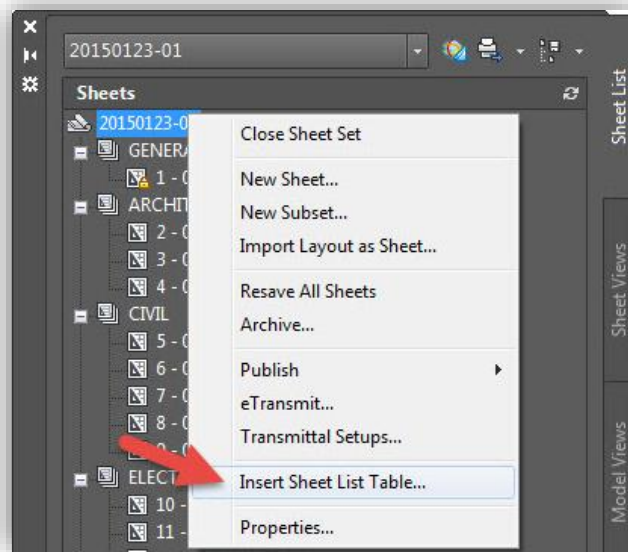 20150123-01
Sheets
20150123-0
GENERA
1 - 0
ARCHIT
2 - 0
3 - 0
4 - 0
CIVIL
5 - 0
6 - 0
7 - 0
8 - 0
ELECT
10 -
11 -
Close Sheet Set
New Sheet...
New Subset...
Import Layout as Sheet...
Resave All Sheets
Archive...
Publish
eTransmit...
Transmittal Setups...
Insert Sheet List Table...
Properties...
Sheet List
Sheet Views
Model Views